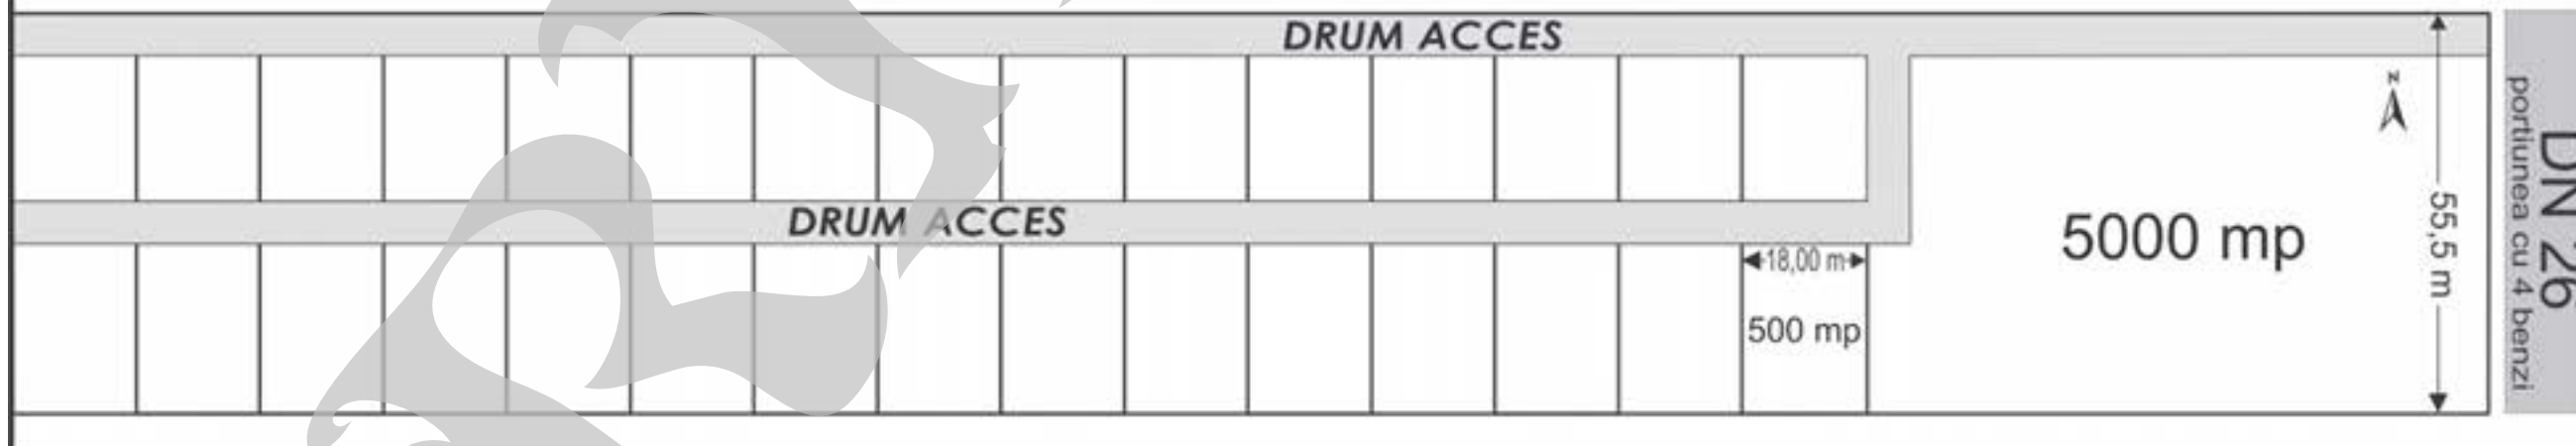 DRUM ACCES
DRUM ACCES
18,00 m
500 mp
5000 mp
z
55,5 m
DN 26
portiunea cu 4 benzi